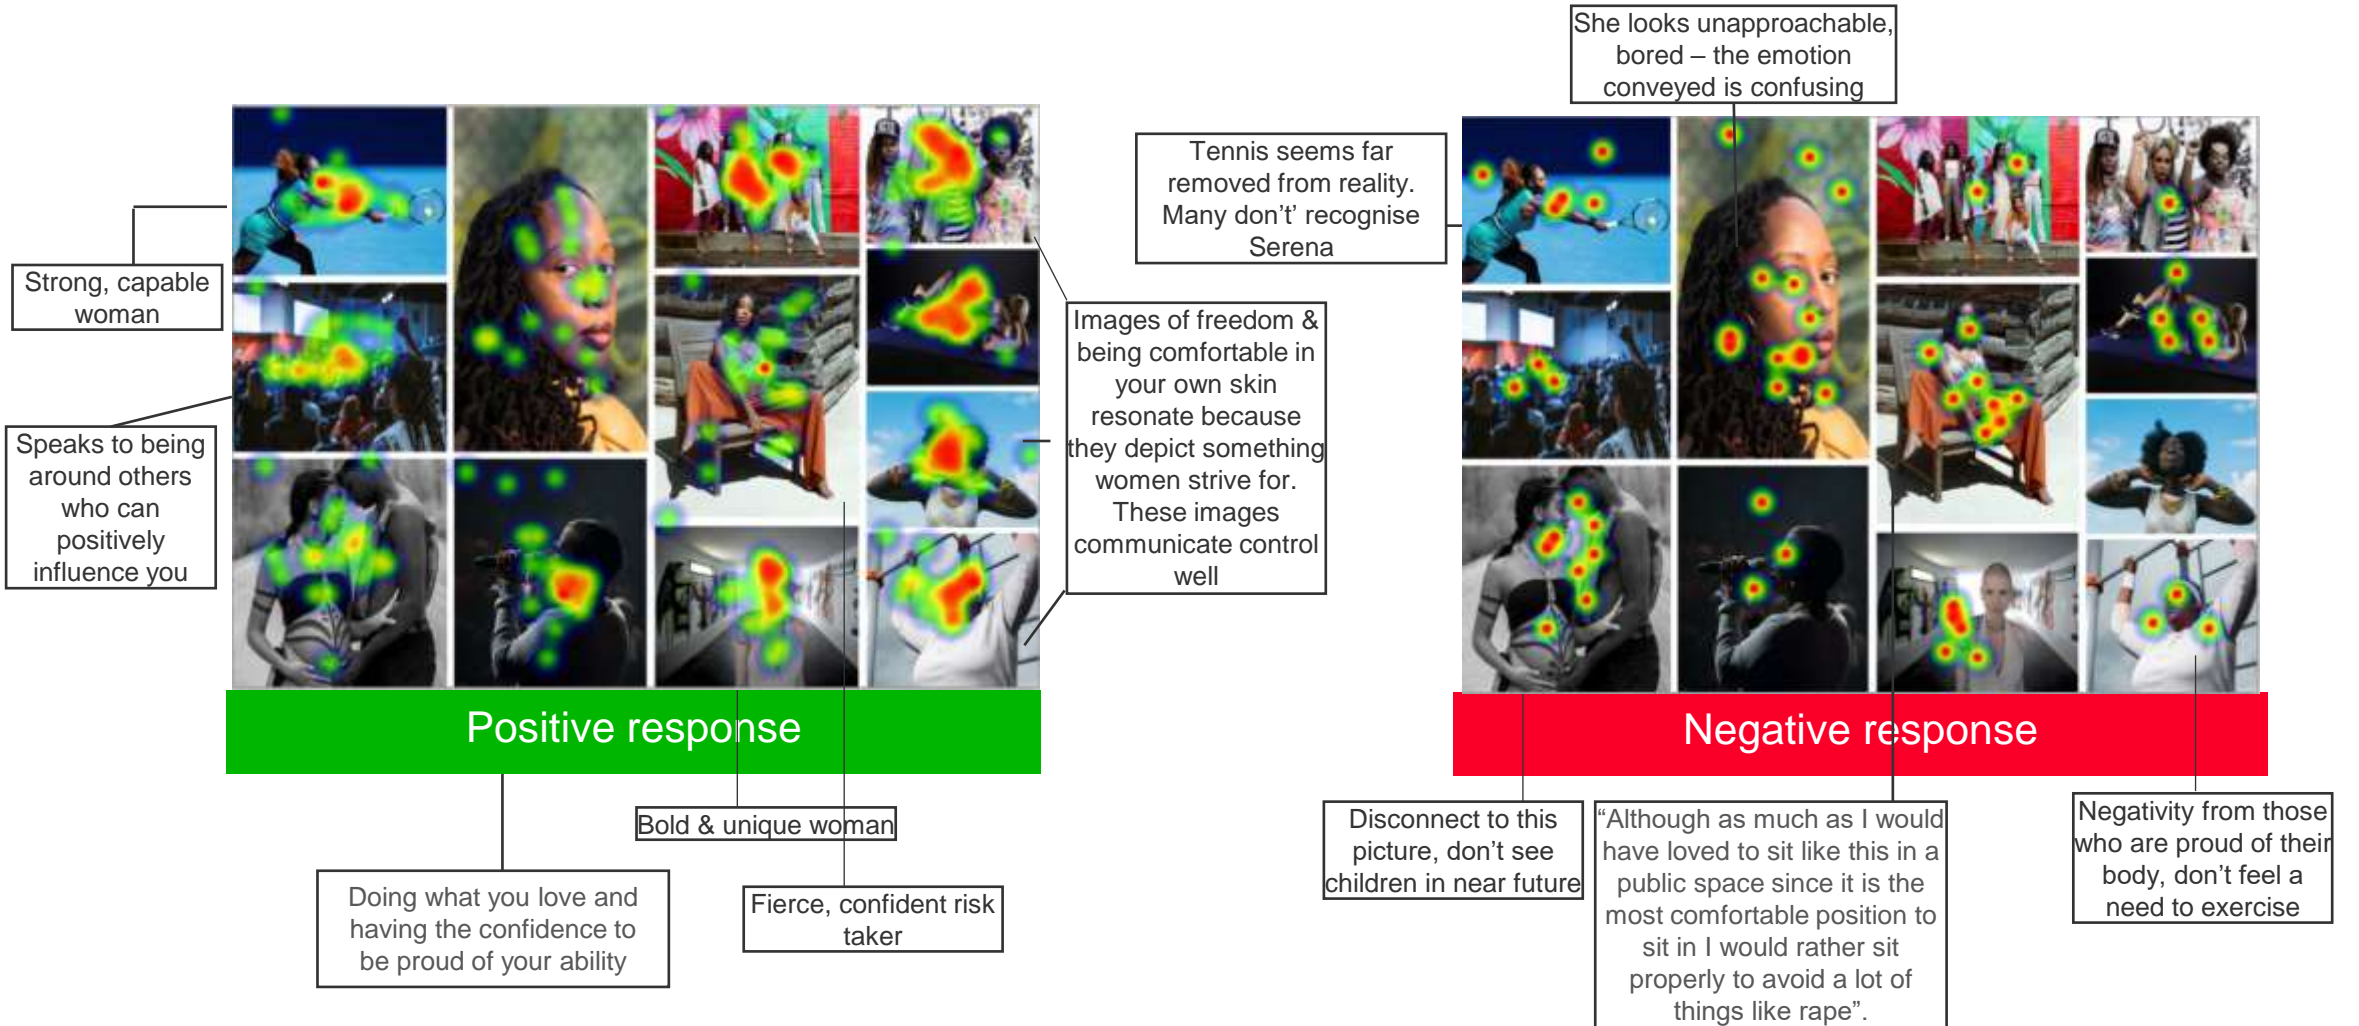 She looks unapproachable,
bored – the emotion
conveyed is confusing
Tennis seems far
removed from reality.
Many don't' recognise
Serena
Strong, capable
woman
Images of freedom &
being comfortable in
your own skin
resonate because
they depict something
women strive for.
These images
communicate control
well
Speaks to being
around others
who can
positively
influence you
Positive response
Negative response
Bold & unique woman
Doing what you love and
having the confidence to
be proud of your ability
Fierce, confident risk
taker
Disconnect to this
picture, don't see
children in near future
“Although as much as I would
have loved to sit like this in a
public space since it is the
most comfortable position to
sit in I would rather sit
properly to avoid a lot of
things like rape”.
Negativity from those
who are proud of their
body, don't feel a
need to exercise